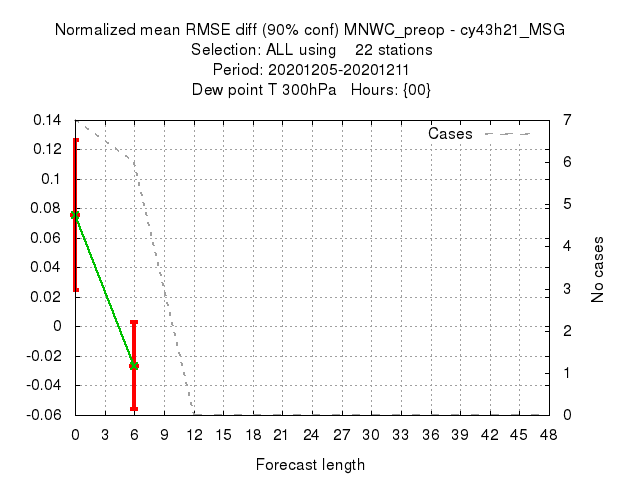 Normalized mean RMSE diff (90% conf) MNWC_preop - cy43h21_MSG
Selection: ALL using 22 stations
Period: 20201205-20201211
Dew point T 300hPa Hours: {00}
Cases
0.14
0.12
0.1
0.08
0.06
0.04
0.02
0
-0.02
-0.04
-0.06
7
6
5
4
3
2
1
0
No cases
0 3 6 9 12 15 18 21 24 27 30 33 36 39 42 45 48
Forecast length